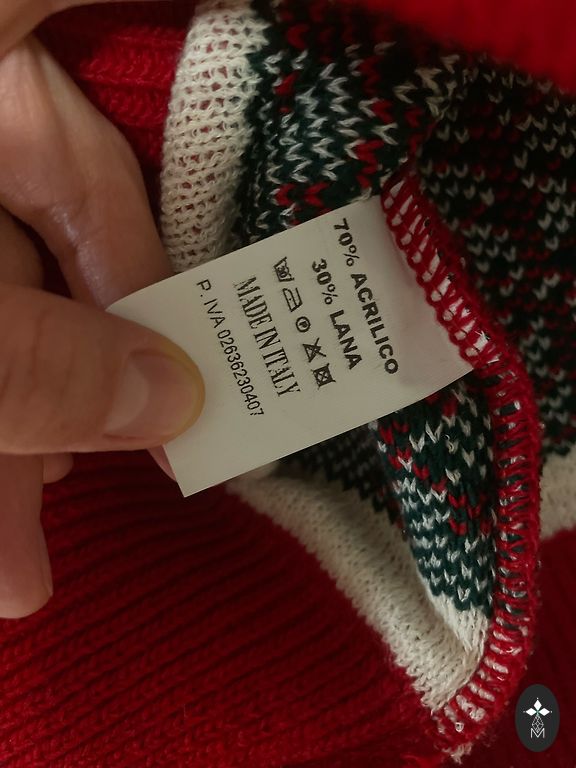 70% ACRILICO
30% LANA
MADE IN ITALY
P. IVA 02636230407